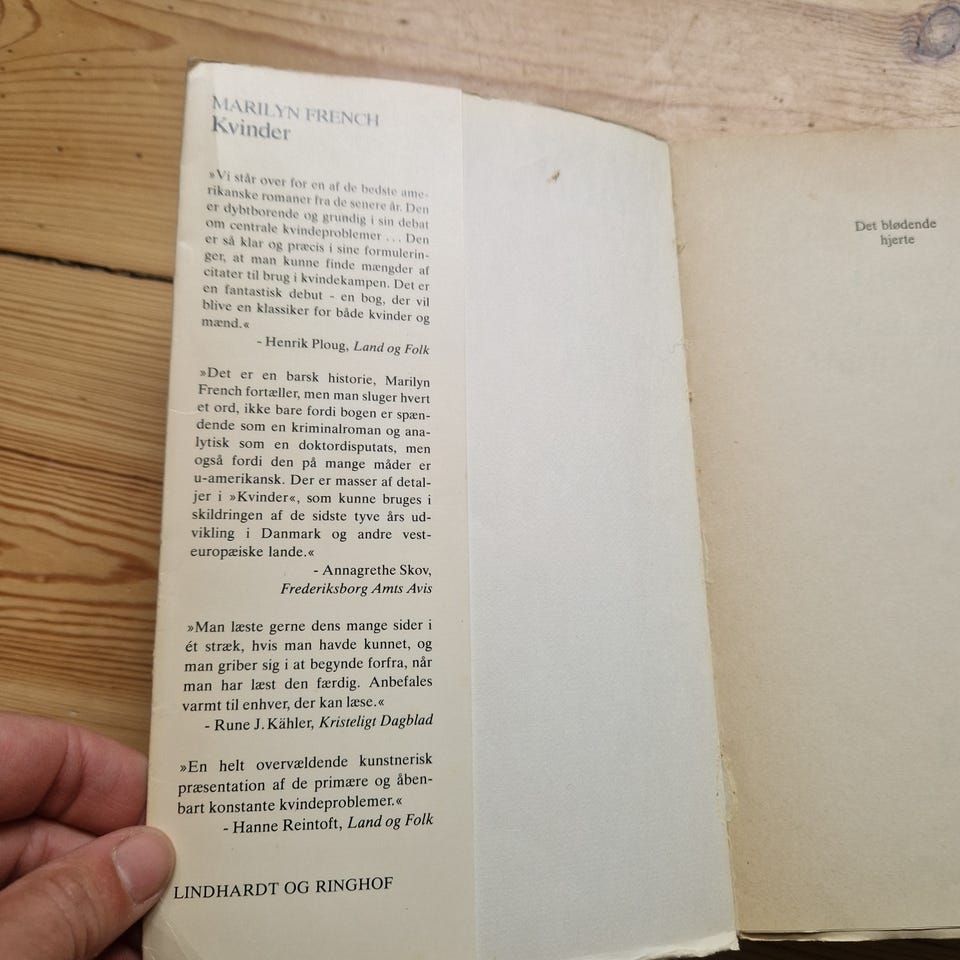 MARILYN FRENCH
Kvinder
»Vi står over for en af de bedste ame-
rikanske romaner fra de senere år. Den
er dybtborende og grundig i sin debat
om centrale kvindeproblemer ... Den
er så klar og præcis i sine formulerin-
ger, at man kunne finde mængder af
citater til brug i kvindekampen. Det er
en fantastisk debut - en bog, der vil
blive en klassiker for både kvinder og
mænd.«
- Henrik Ploug, Land og Folk
»Det er en barsk historie, Marilyn
French fortæller, men man sluger hvert
et ord, ikke bare fordi bogen er spæn-
dende som en kriminalroman og ana-
lytisk som en doktordisputats, men
også fordi den på mange måder er
u-amerikansk. Der er masser af detal-
jer i »Kvinder«, som kunne bruges i
skildringen af de sidste tyve års ud-
vikling i Danmark og andre vest-
europæiske lande.«
- Annagrethe Skov,
Frederiksborg Amts Avis
»Man læste gerne dens mange sider i
ét stræk, hvis man havde kunnet, og
man griber sig i at begynde forfra, når
man har læst den færdig. Anbefales
varmt til enhver, der kan læse.«
- Rune J. Kähler, Kristeligt Dagblad
»En helt overvældende kunstnerisk
præsentation af de primære og åben-
bart konstante kvindeproblemer.«
- Hanne Reintoft, Land og Folk
LINDHARDT OG RINGHOF
Det blødende
hjerte